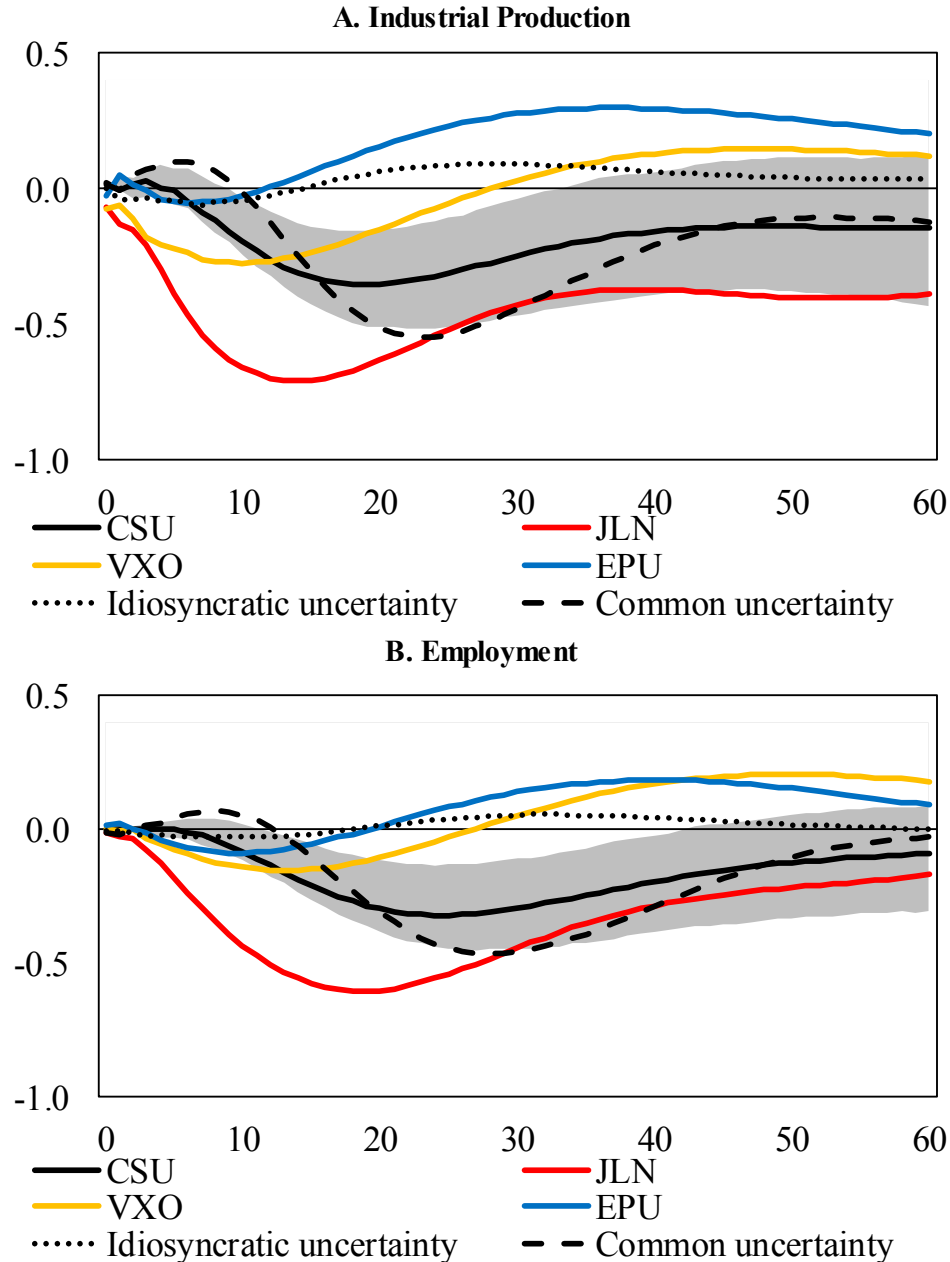 A. Industrial Production
0.5
0.0
-0.5
-1.0
0 10 20 30 40 50 60
CSU JLN
VXO EPU
Idiosyncratic uncertainty Common uncertainty
B. Employment
0.5
0.0
-0.5
-1.0
0 10 20 30 40 50 60
CSU JLN
VXO EPU
Idiosyncratic uncertainty Common uncertainty